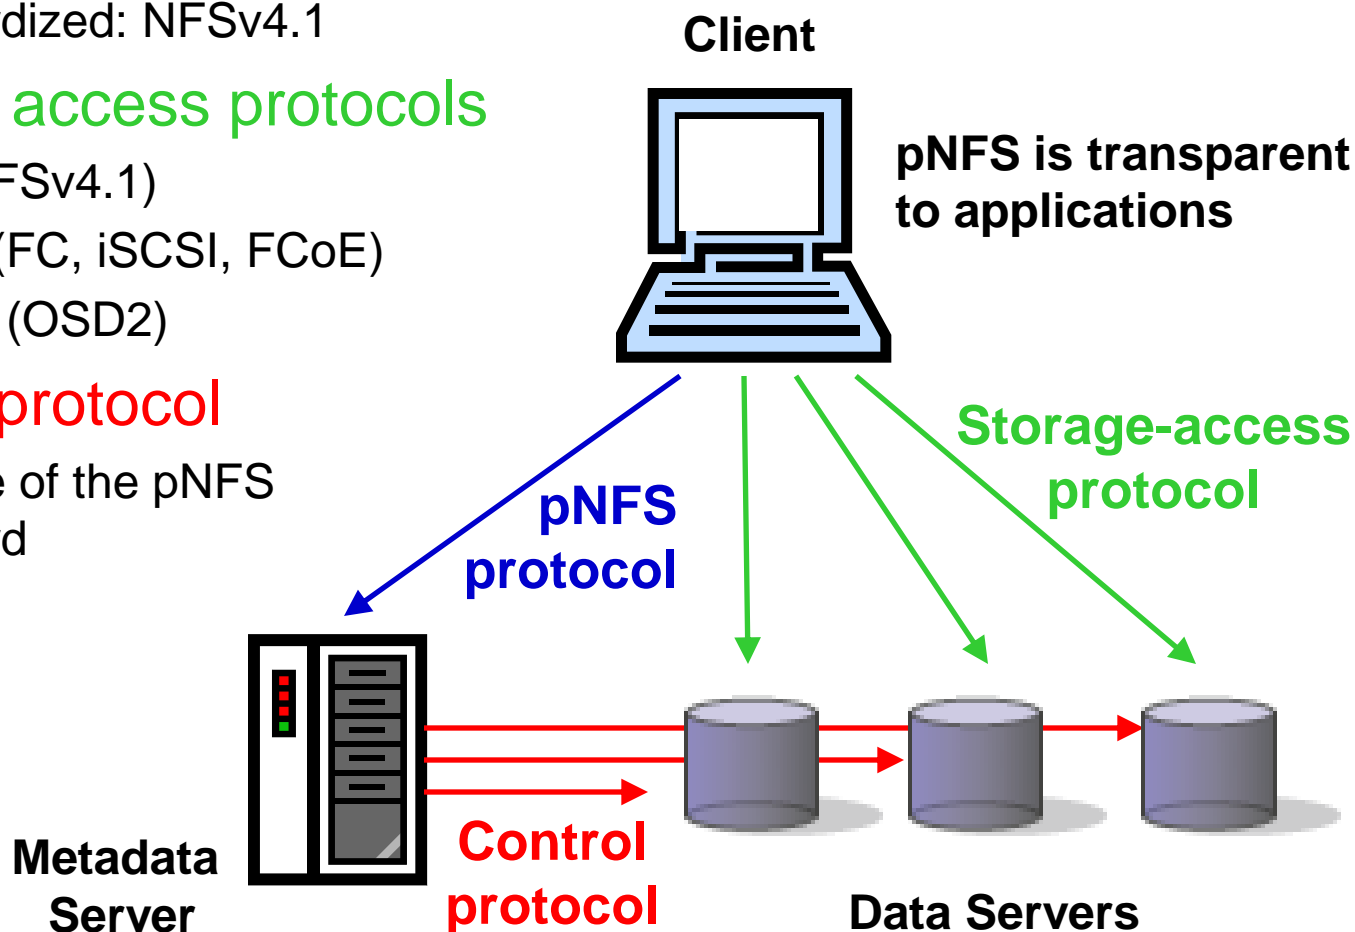 dized: NFSv4.1
access protocols
FSv4.1)
(FC, iSCSI, FCoE)
(OSD2)
protocol
e of the pNFS
d
Client
pNFS is transparent
to applications
Storage-access
protocol
pNFS
protocol
Control
protocol
Metadata
Server
Data Servers